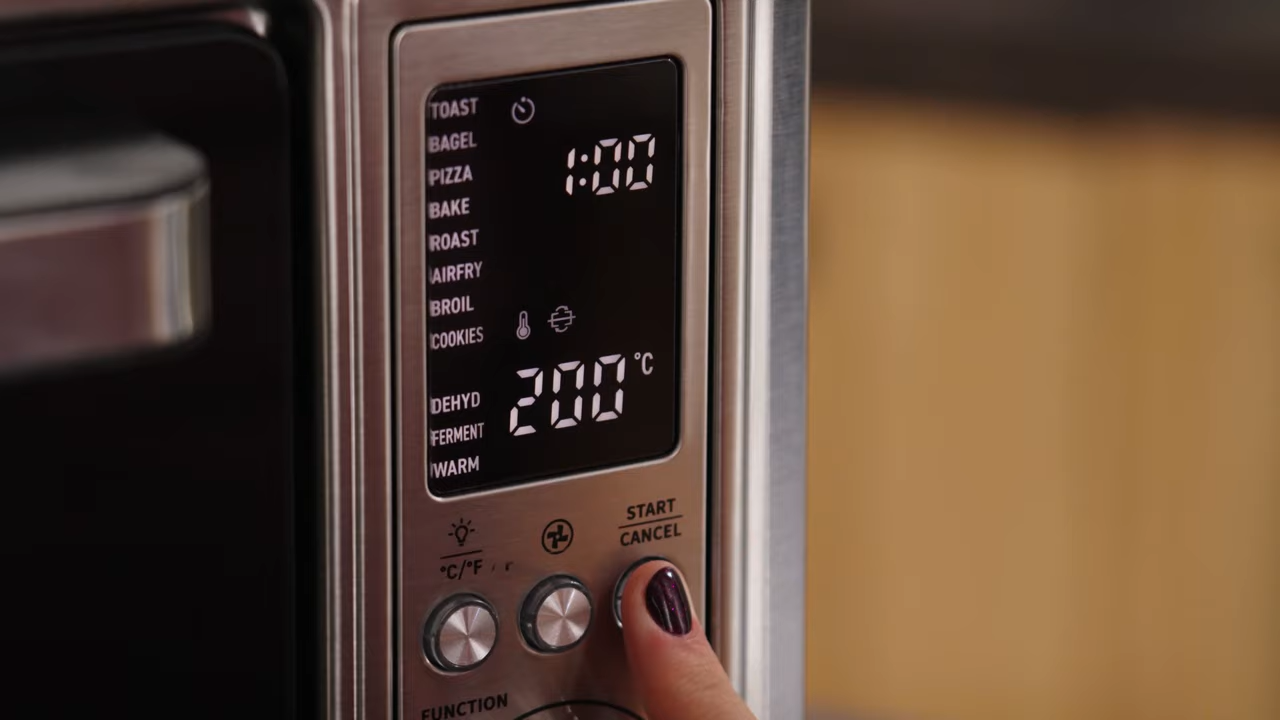 TOAST
BAGEL
1:00
PIZZA
BAKE
ROAST
AIRFRY
BROIL
COOKIES
200 °C
DEHYD
FERMENT
WARM
START
CANCEL
°C/°F
FUNCTION